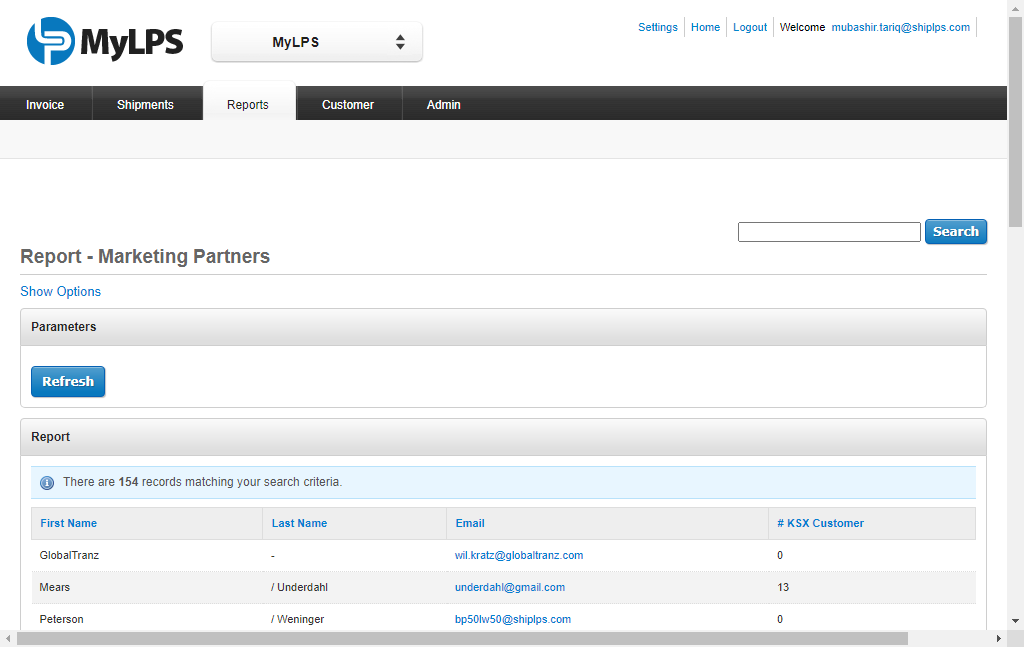 MyLPS
MyLPS
Settings Home Logout Welcome mubashir.tariq@shiplps.com
Invoice Shipments Reports Customer Admin
Search
Report - Marketing Partners
Show Options
Parameters
Refresh
Report
There are 154 records matching your search criteria.
First Name Last Name Email # KSX Customer
GlobalTranz - wil.kratz@globaltranz.com 0
Mears / Underdahl underdahl@gmail.com 13
Peterson / Weninger bp50lw50@shiplps.com 0